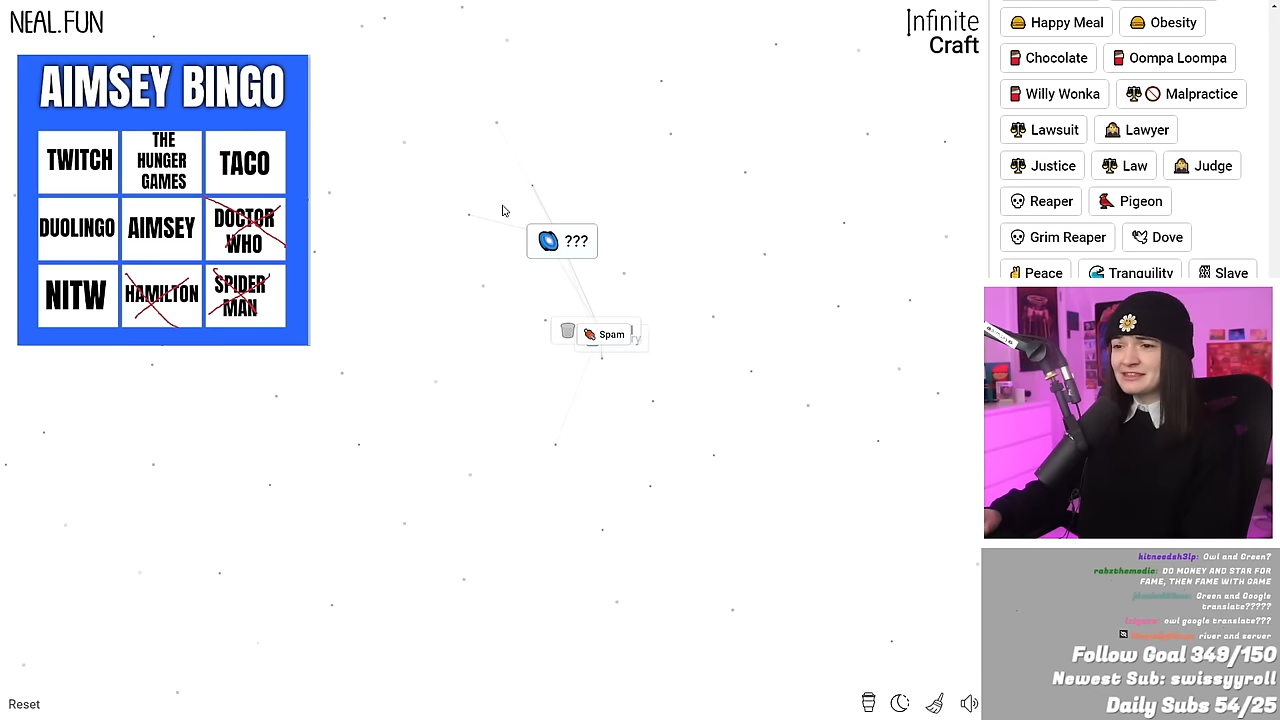 NEAL.FUN
Infinite
Craft
AIMSEY BINGO
TWITCH
THE
HUNGER
GAMES
TACO
DUOLINGO
AIMSEY
DOCTOR
WHO
NITW
HAMILTON
SPIDER
MAN
???
Spam
Happy Meal
Obesity
Chocolate
Oompa Loompa
Willy Wonka
Malpractice
Lawsuit
Lawyer
Justice
Law
Judge
Reaper
Pigeon
Grim Reaper
Dove
Peace
Tranquility
Slave
kitneedsh3lp: Owl and Green?
rabxthemedic: DO MONEY AND STAR FOR
FAME, THEN FAME WITH GAME
Green and Google
translate?????
owl google translate???
river and server
Follow Goal 349/150
Newest Sub: swissyyroll
Daily Subs 54/25
Reset